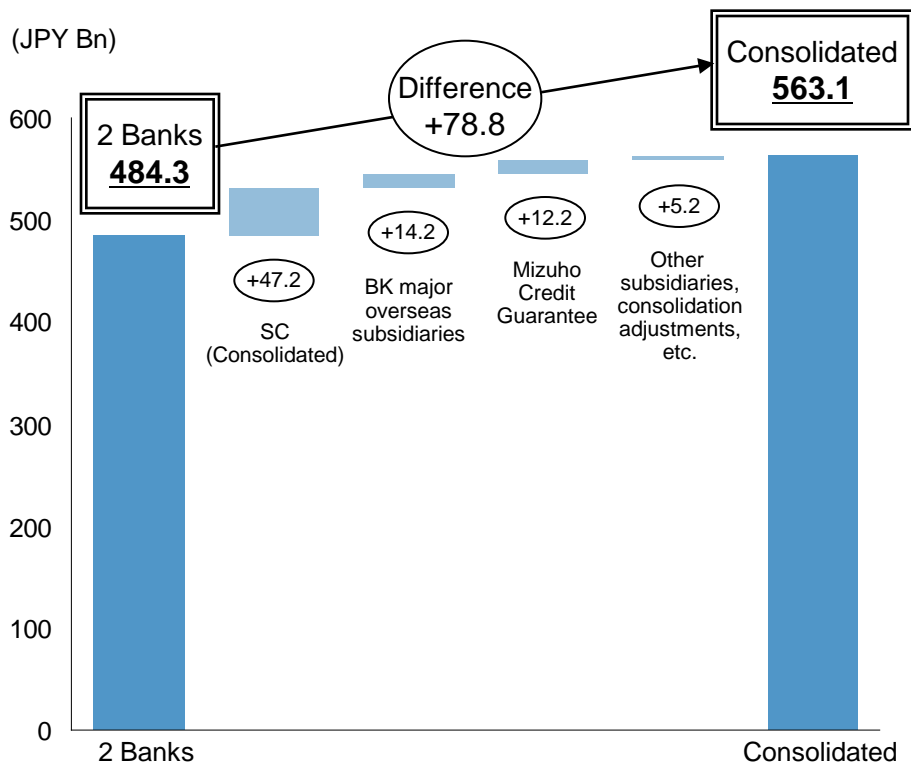 (JPY Bn)
2 Banks
484.3
Difference
+78.8
Consolidated
563.1
600
500
400
300
200
100
0
+47.2
SC
(Consolidated)
+14.2
BK major
overseas
subsidiaries
+12.2
Mizuho
Credit
Guarantee
+5.2
Other
subsidiaries,
consolidation
adjustments,
etc.
2 Banks
Consolidated